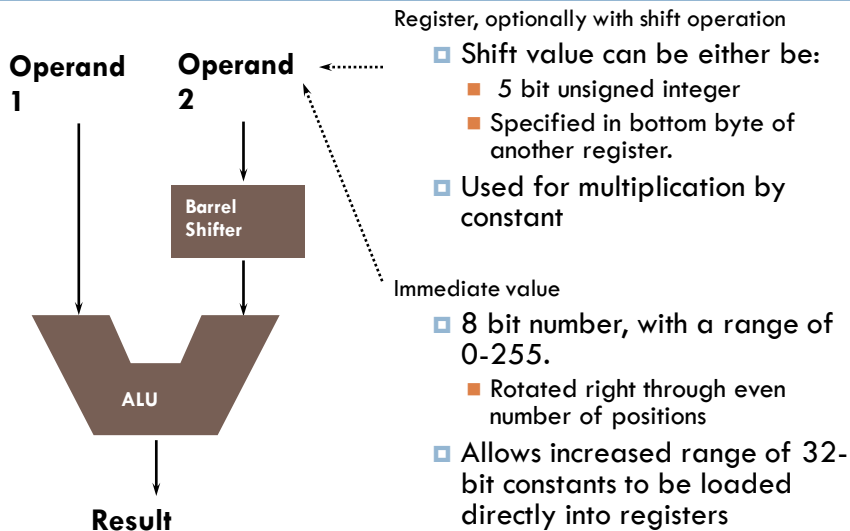 Register, optionally with shift operation
Operand
1
Operand
2
Shift value can be either be:
5 bit unsigned integer
Specified in bottom byte of
another register.
Used for multiplication by
constant
Barrel
Shifter
Immediate value
8 bit number, with a range of
0-255.
Rotated right through even
number of positions
ALU
Allows increased range of 32-
bit constants to be loaded
directly into registers
Result